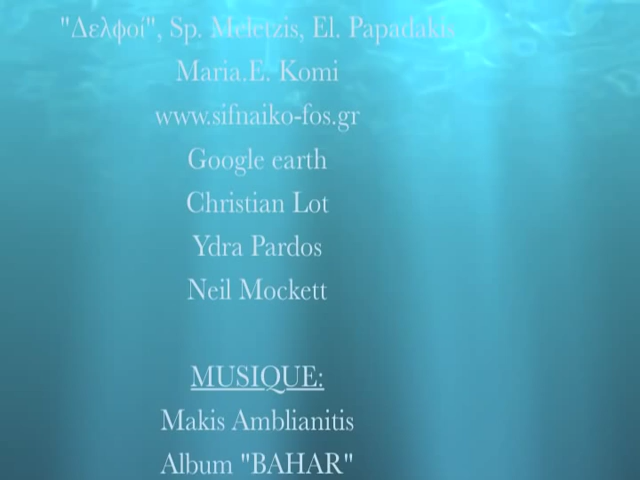 "Δελφοί", Sp. Meletzis, El. Papadakis
Maria.E. Komi
www.sifnaiko-fos.gr
Google earth
Christian Lot
Ydra Pardos
Neil Mockett
MUSIQUE:
Makis Amblianitis
Album "BAHAR"